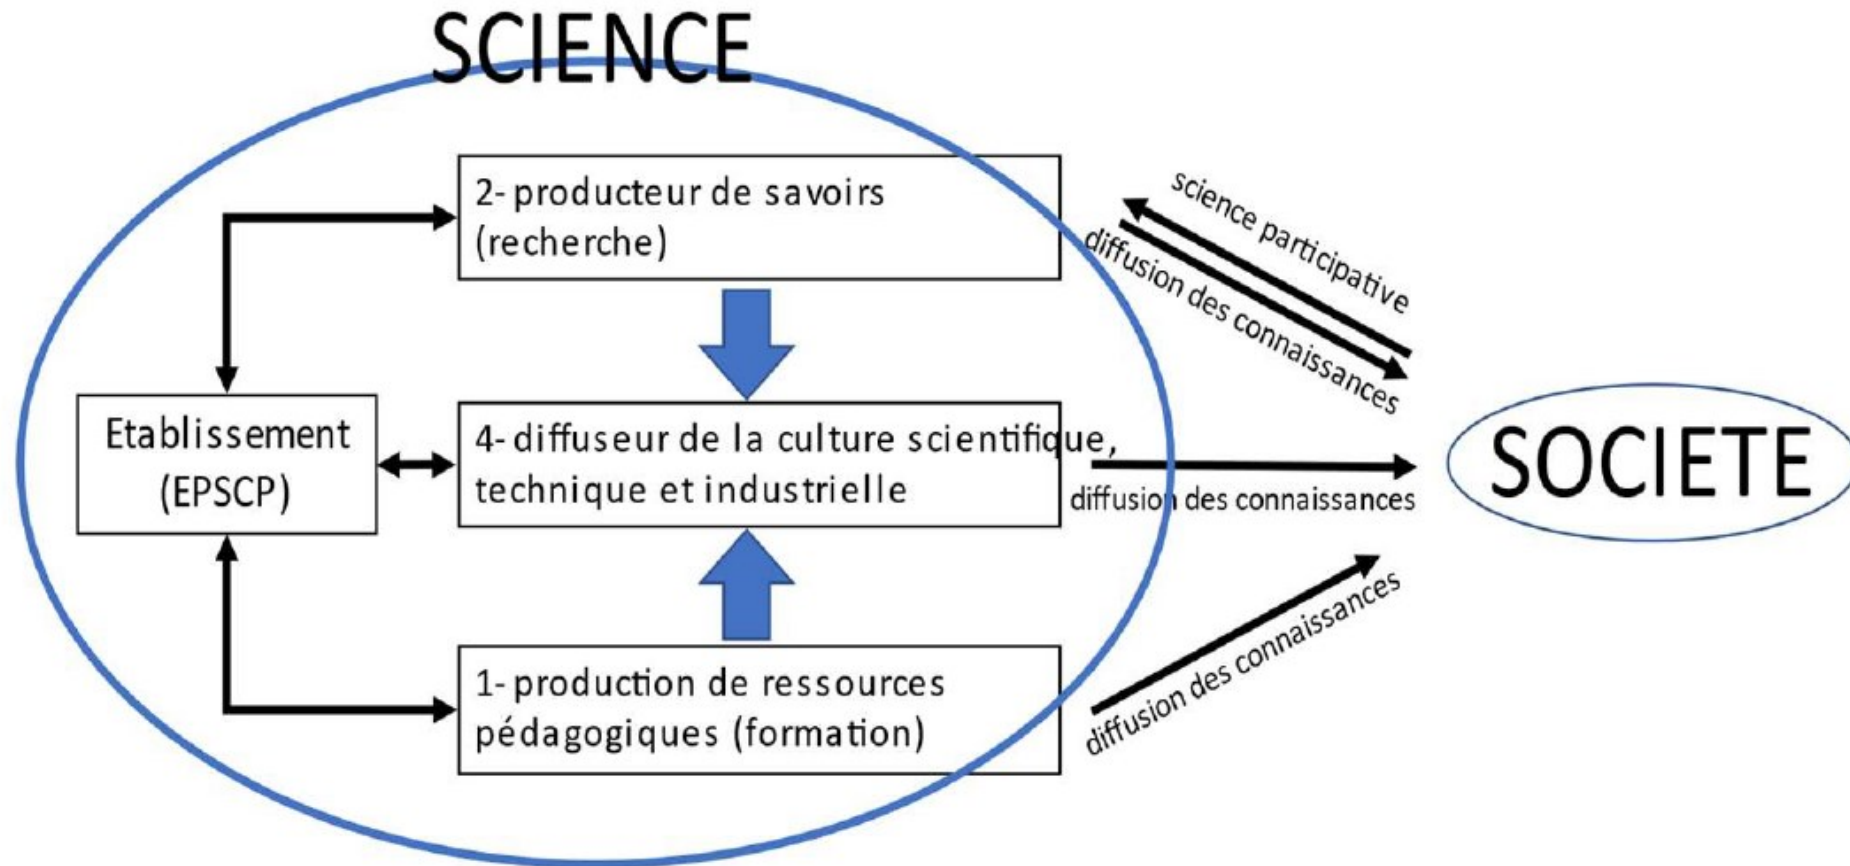 SCIENCE
2- producteur de savoirs
(recherche)
science participative
diffusion des connaissances
Etablissement
(EPSCP)
4- diffuseur de la culture scientifique,
technique et industrielle
diffusion des connaissances
SOCIETE
1- production de ressources
pédagogiques (formation)
diffusion des connaissances